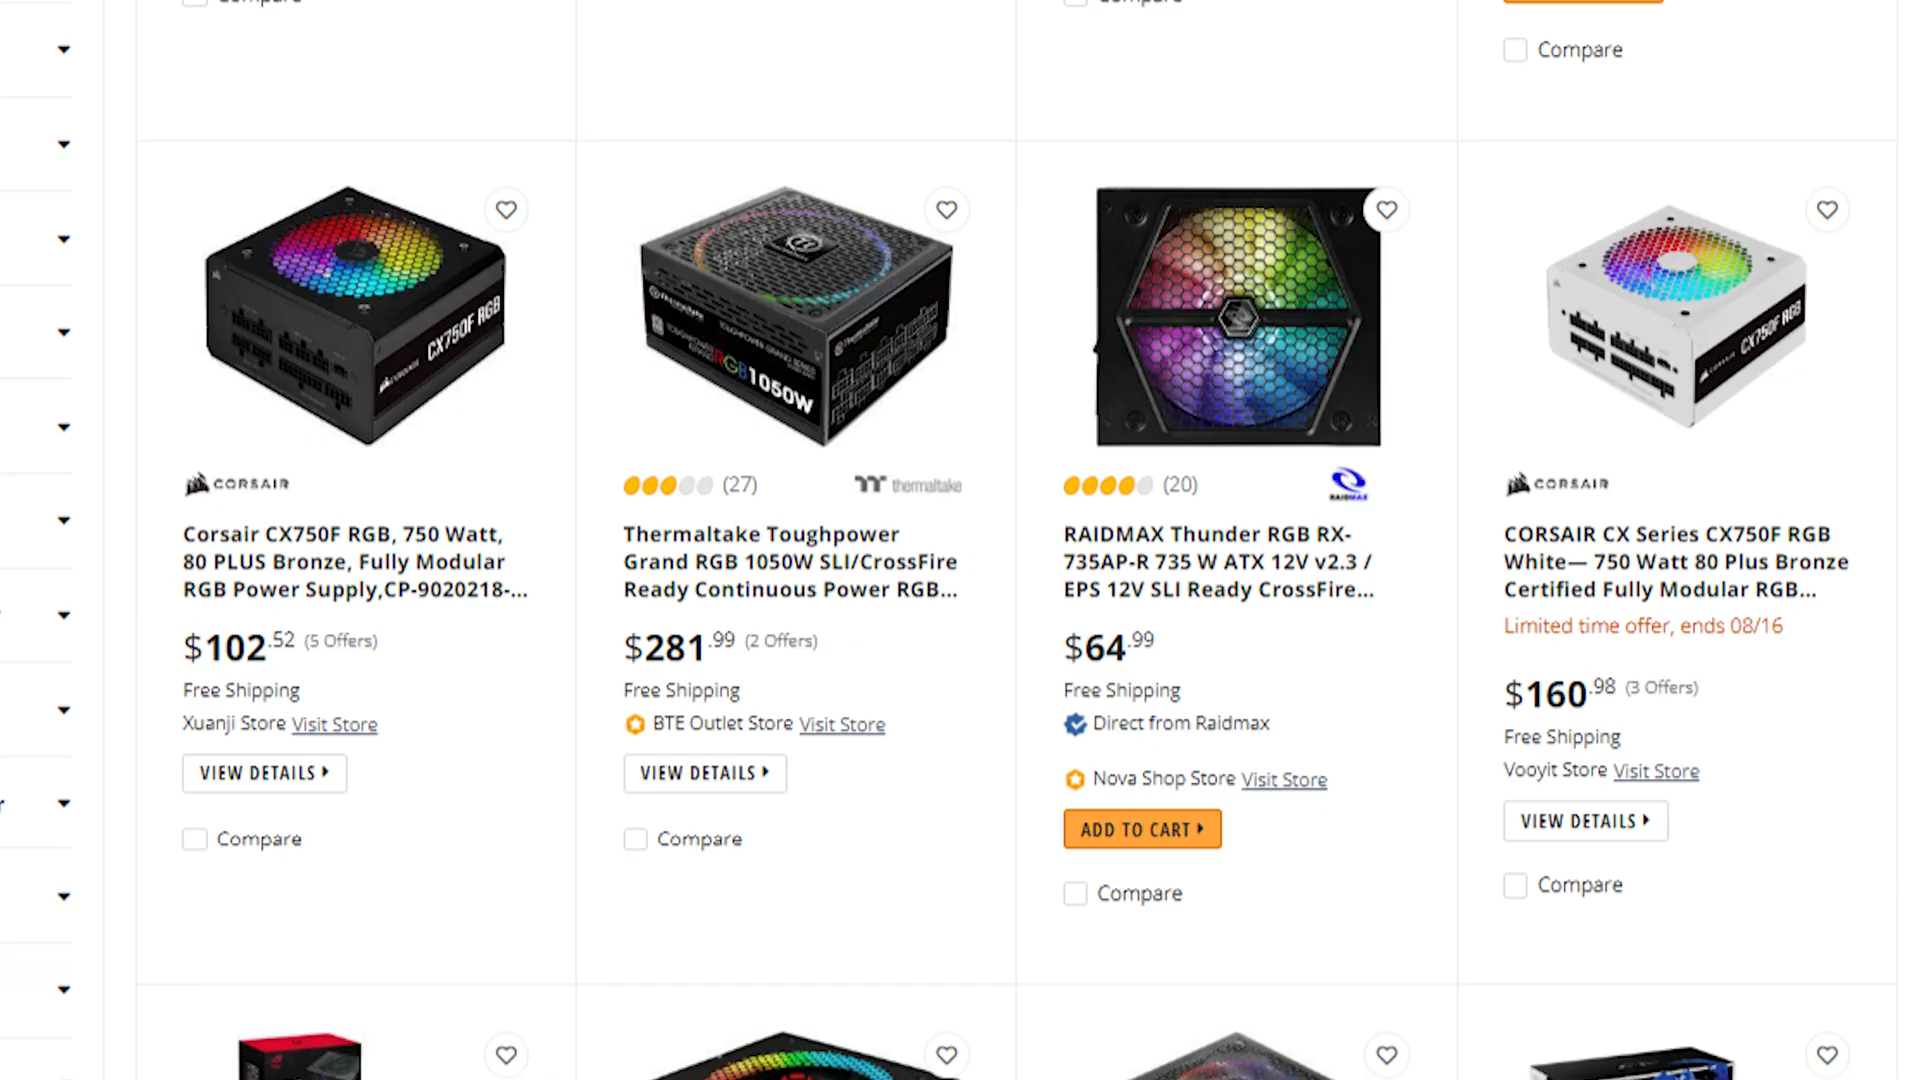 Compare
CX750F RGB
RGB 1050W
CX750F RGB
CORSAIR
(27)
thermaltake
(20)
RAIDMAX
CORSAIR
Corsair CX750F RGB, 750 Watt,
80 PLUS Bronze, Fully Modular
RGB Power Supply,CP-9020218-...
$102.52 (5 Offers)
Free Shipping
Xuanji Store Visit Store
VIEW DETAILS
Compare
Thermaltake Toughpower
Grand RGB 1050W SLI/CrossFire
Ready Continuous Power RGB...
$281.99 (2 Offers)
Free Shipping
BTE Outlet Store Visit Store
VIEW DETAILS
Compare
RAIDMAX Thunder RGB RX-
735AP-R 735 W ATX 12V v2.3 /
EPS 12V SLI Ready CrossFire...
$64.99
Free Shipping
Direct from Raidmax
Nova Shop Store Visit Store
ADD TO CART
Compare
CORSAIR CX Series CX750F RGB
White— 750 Watt 80 Plus Bronze
Certified Fully Modular RGB...
Limited time offer, ends 08/16
$160.98 (3 Offers)
Free Shipping
Vooyit Store Visit Store
VIEW DETAILS
Compare